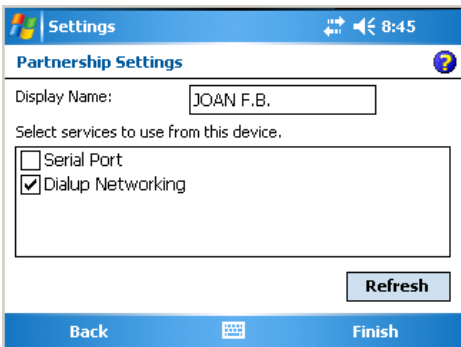 Settings 8:45
Partnership Settings ?
Display Name: JOAN F.B.
Select services to use from this device.
Serial Port
Dialup Networking
Refresh
Back Finish